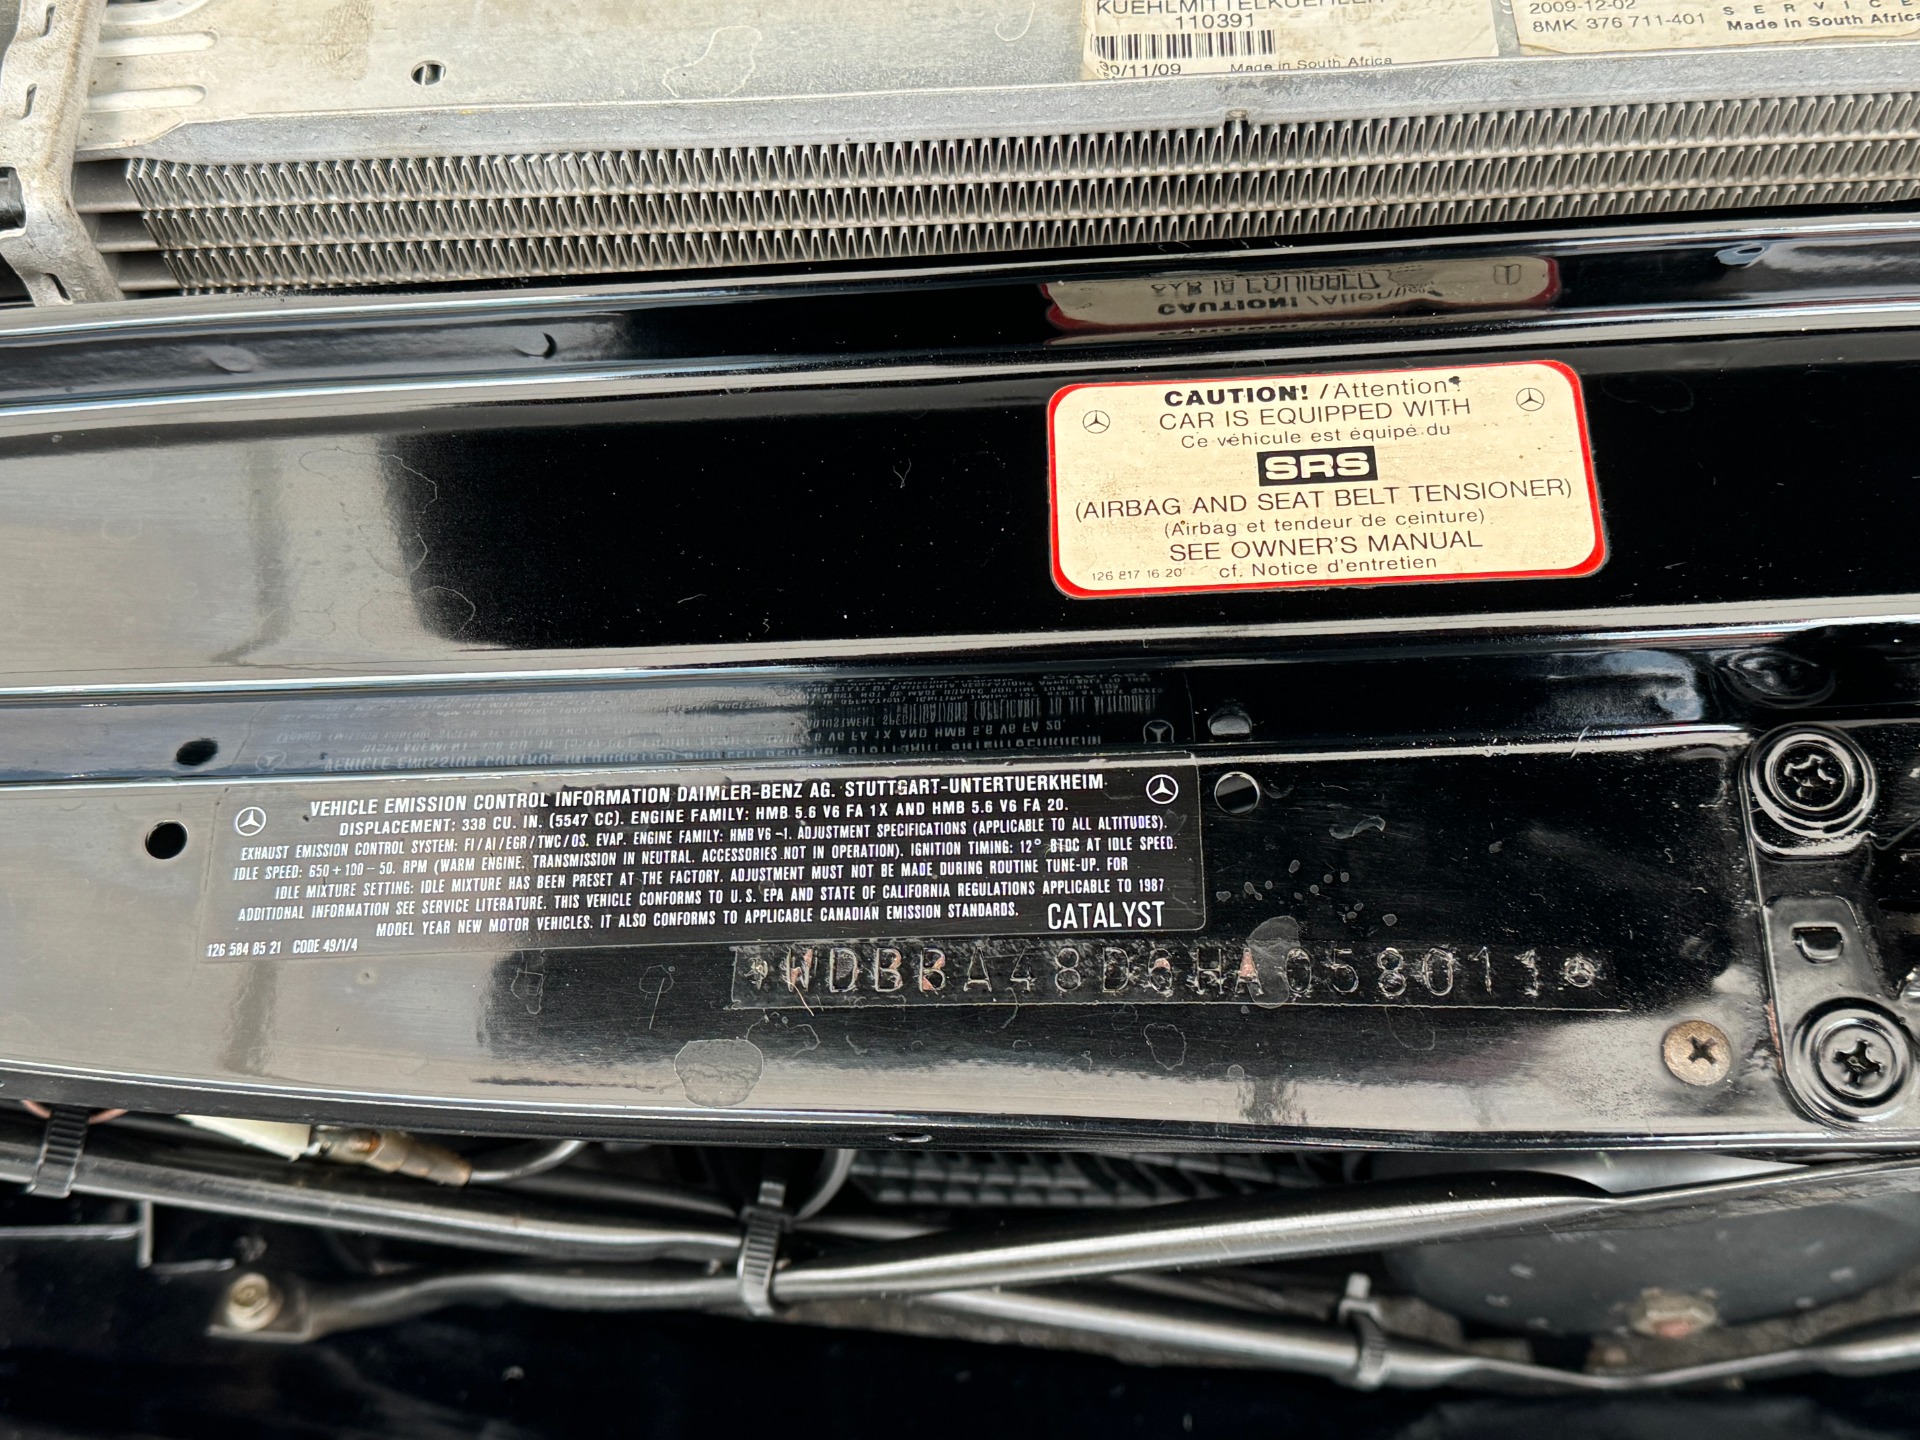 KUEHLMITTELKUEHLER
110391
0/11/09 Made in South Africa
2009-12-02 SERVICE
8MK 376 711-401 Made in South Africa
CAUTION! /Attention!
CAR IS EQUIPPED WITH
Ce véhicule est équipé du
SRS
(AIRBAG AND SEAT BELT TENSIONER)
(Airbag et tendeur de ceinture)
SEE OWNER'S MANUAL
126 817 16 20 cf. Notice d'entretien
VEHICLE EMISSION CONTROL INFORMATION DAIMLER-BENZ AG. STUTTGART-UNTERTUERKHEIM
DISPLACEMENT: 338 CU. IN. (5547 CC). ENGINE FAMILY: HMB 5.6 V6 FA 1X AND HMB 5.6 V6 FA 20.
EXHAUST EMISSION CONTROL SYSTEM: FI/AI/EGR/TWC/OS. EVAP. ENGINE FAMILY: HMB V6-1. ADJUSTMENT SPECIFICATIONS (APPLICABLE TO ALL ALTITUDES).
IDLE SPEED: 650+100-50. RPM (WARM ENGINE. TRANSMISSION IN NEUTRAL. ACCESSORIES NOT IN OPERATION). IGNITION TIMING: 12° BTDC AT IDLE SPEED.
IDLE MIXTURE SETTING: IDLE MIXTURE HAS BEEN PRESET AT THE FACTORY. ADJUSTMENT MUST NOT BE MADE DURING ROUTINE TUNE-UP. FOR
ADDITIONAL INFORMATION SEE SERVICE LITERATURE. THIS VEHICLE CONFORMS TO U.S. EPA AND STATE OF CALIFORNIA REGULATIONS APPLICABLE TO 1987
MODEL YEAR NEW MOTOR VEHICLES. IT ALSO CONFORMS TO APPLICABLE CANADIAN EMISSION STANDARDS. CATALYST
126 584 85 21 CODE 49/1/4
WDBBA48D6HA058011